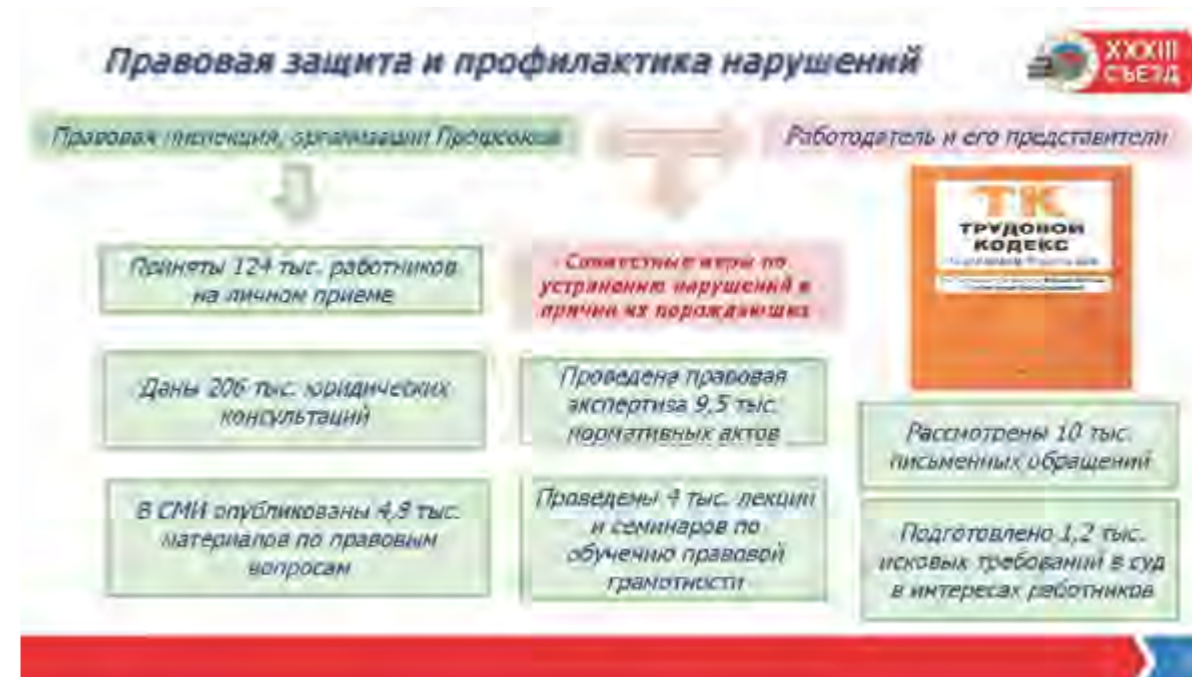 Правовая защита и профилактика нарушений
XXXIII
СЪЕЗД
Правовая инспекция, организации Профсоюза
Работодатель и его представители
Приняты 124 тыс. работников
на личном приеме
Даны 206 тыс. юридических
консультаций
В СМИ опубликованы 4,9 тыс.
материалов по правовым
вопросам
Совместные меры по
устранению нарушений и
причин их порождающих
Проведена правовая
экспертиза 9,5 тыс.
нормативных актов
Проведены 4 тыс. лекций
и семинаров по
обучению правовой
грамотности
ТК
ТРУДОВОЙ
КОДЕКС
Рассмотрены 10 тыс.
письменных обращений
Подготовлено 1,2 тыс.
исковых требований в суд
в интересах работников